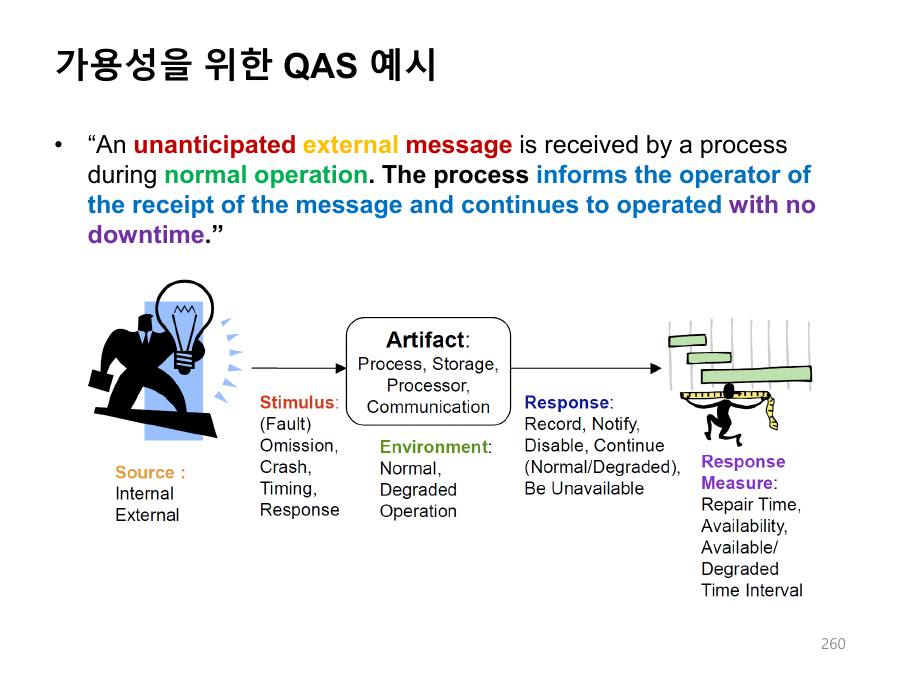 가용성을 위한 QAS 예시
• “An unanticipated external message is received by a process
during normal operation. The process informs the operator of
the receipt of the message and continues to operated with no
downtime.”
Source :
Internal
External
Stimulus:
(Fault)
Omission,
Crash,
Timing,
Response
Artifact:
Process, Storage,
Processor,
Communication
Environment:
Normal,
Degraded
Operation
Response:
Record, Notify,
Disable, Continue
(Normal/Degraded),
Be Unavailable
Response
Measure:
Repair Time,
Availability,
Available/
Degraded
Time Interval
260